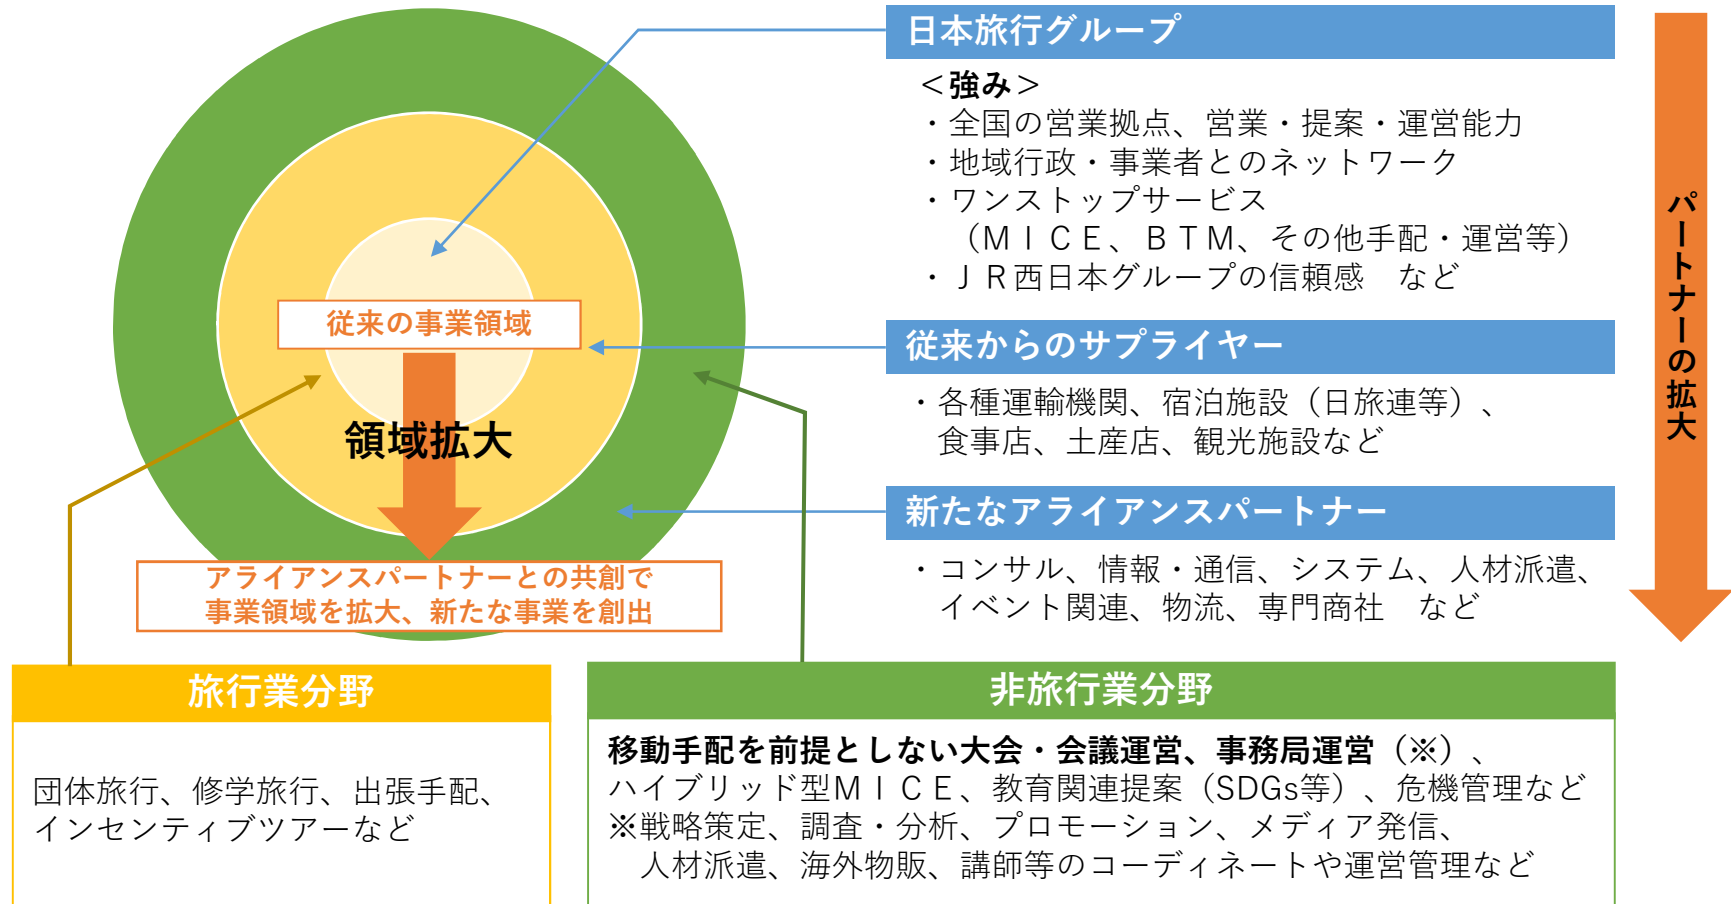 日本旅行グループ
＜強み＞
・全国の営業拠点、営業・提案・運営能力
・地域行政・事業者とのネットワーク
・ワンストップサービス
（ＭＩＣＥ、ＢＴＭ、その他手配・運営等）
・ＪＲ西日本グループの信頼感　など
従来からのサプライヤー
・各種運輸機関、宿泊施設（日旅連等）、
食事店、土産店、観光施設など
新たなアライアンスパートナー
・コンサル、情報・通信、システム、人材派遣、
イベント関連、物流、専門商社　など
パートナーの拡大
従来の事業領域
領域拡大
アライアンスパートナーとの共創で
事業領域を拡大、新たな事業を創出
旅行業分野
団体旅行、修学旅行、出張手配、
インセンティブツアーなど
非旅行業分野
移動手配を前提としない大会・会議運営、事務局運営（※）、
ハイブリッド型ＭＩＣＥ、教育関連提案（SDGs等）、危機管理など
※戦略策定、調査・分析、プロモーション、メディア発信、
人材派遣、海外物販、講師等のコーディネートや運営管理など